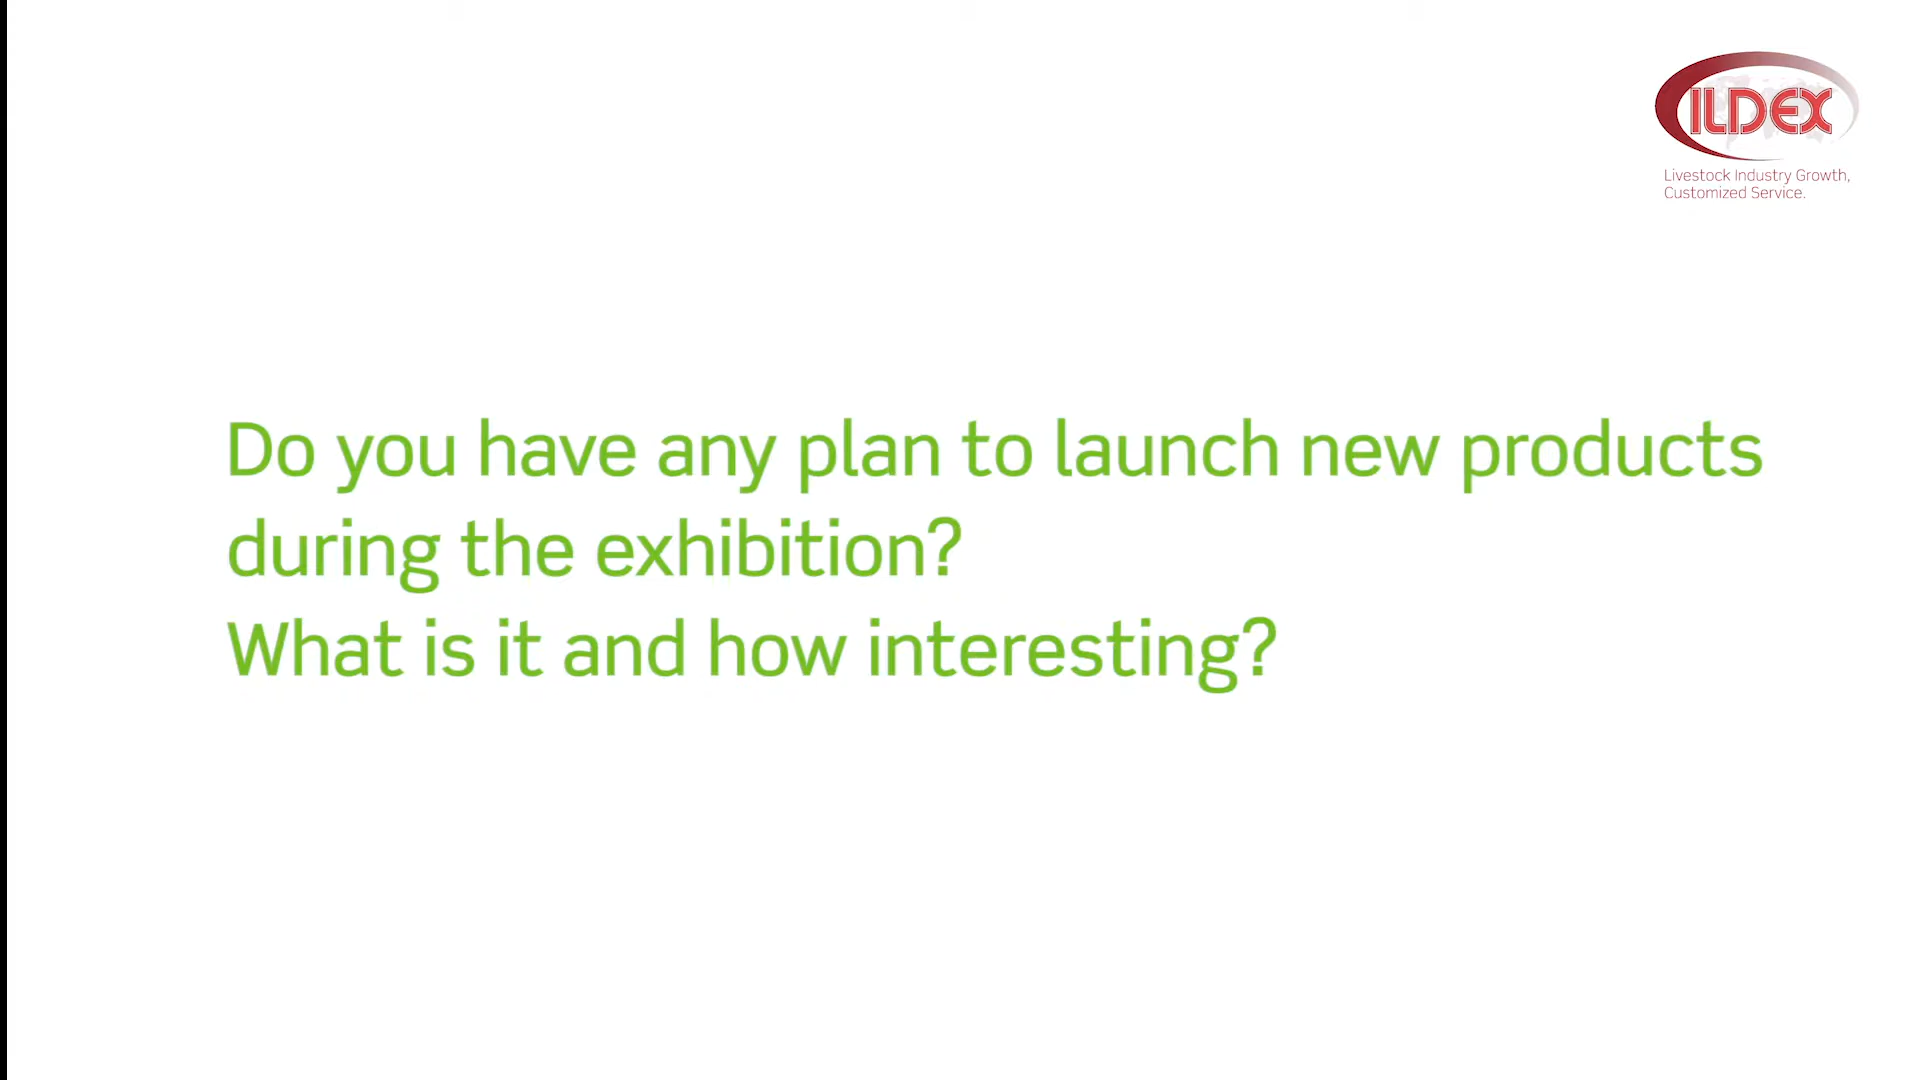 ILDEX
Livestock Industry Growth,
Customized Service.
Do you have any plan to launch new products
during the exhibition?
What is it and how interesting?